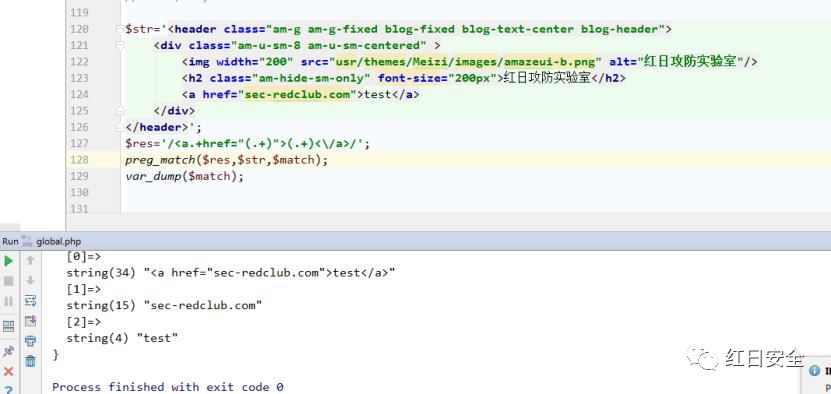 119
120 $str='<header class="am-g am-g-fixed blog-fixed blog-text-center blog-header">
121 <div class="am-u-sm-8 am-u-sm-centered" >
122 <img width="200" src="usr/themes/Meizi/images/amazeui-b.png" alt="红日攻防实验室"/>
123 <h2 class="am-hide-sm-only" font-size="200px">红日攻防实验室</h2>
124 <a href="sec-redclub.com">test</a>
125 </div>
126 </header>';
127 $res='/<a.+href="(.+)">(.+)<\/a>/';
128 preg_match($res,$str,$match);
129 var_dump($match);
130
131
Run global.php
[0]=>
string(34) "<a href="sec-redclub.com">test</a>"
[1]=>
string(15) "sec-redclub.com"
[2]=>
string(4) "test"
}
红日安全
Process finished with exit code 0